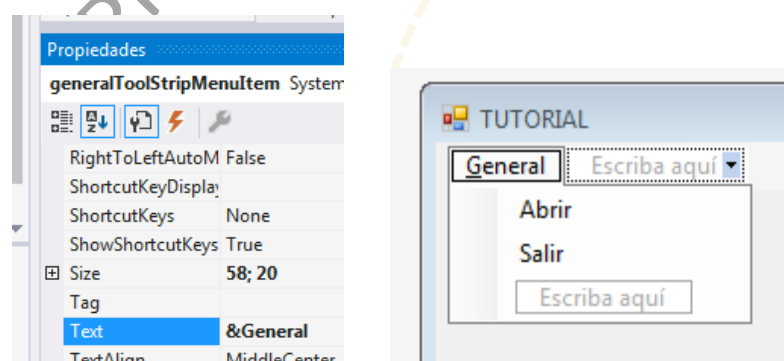 Propiedades
generalToolStripMenuItem System
RightToLeftAutoM False
ShortcutKeyDisplay
ShortcutKeys None
ShowShortcutKeys True
Size 58; 20
Tag
Text &General
TextAlign MiddleCenter
TUTORIAL
General Escriba aquí
Abrir
Salir
Escriba aquí